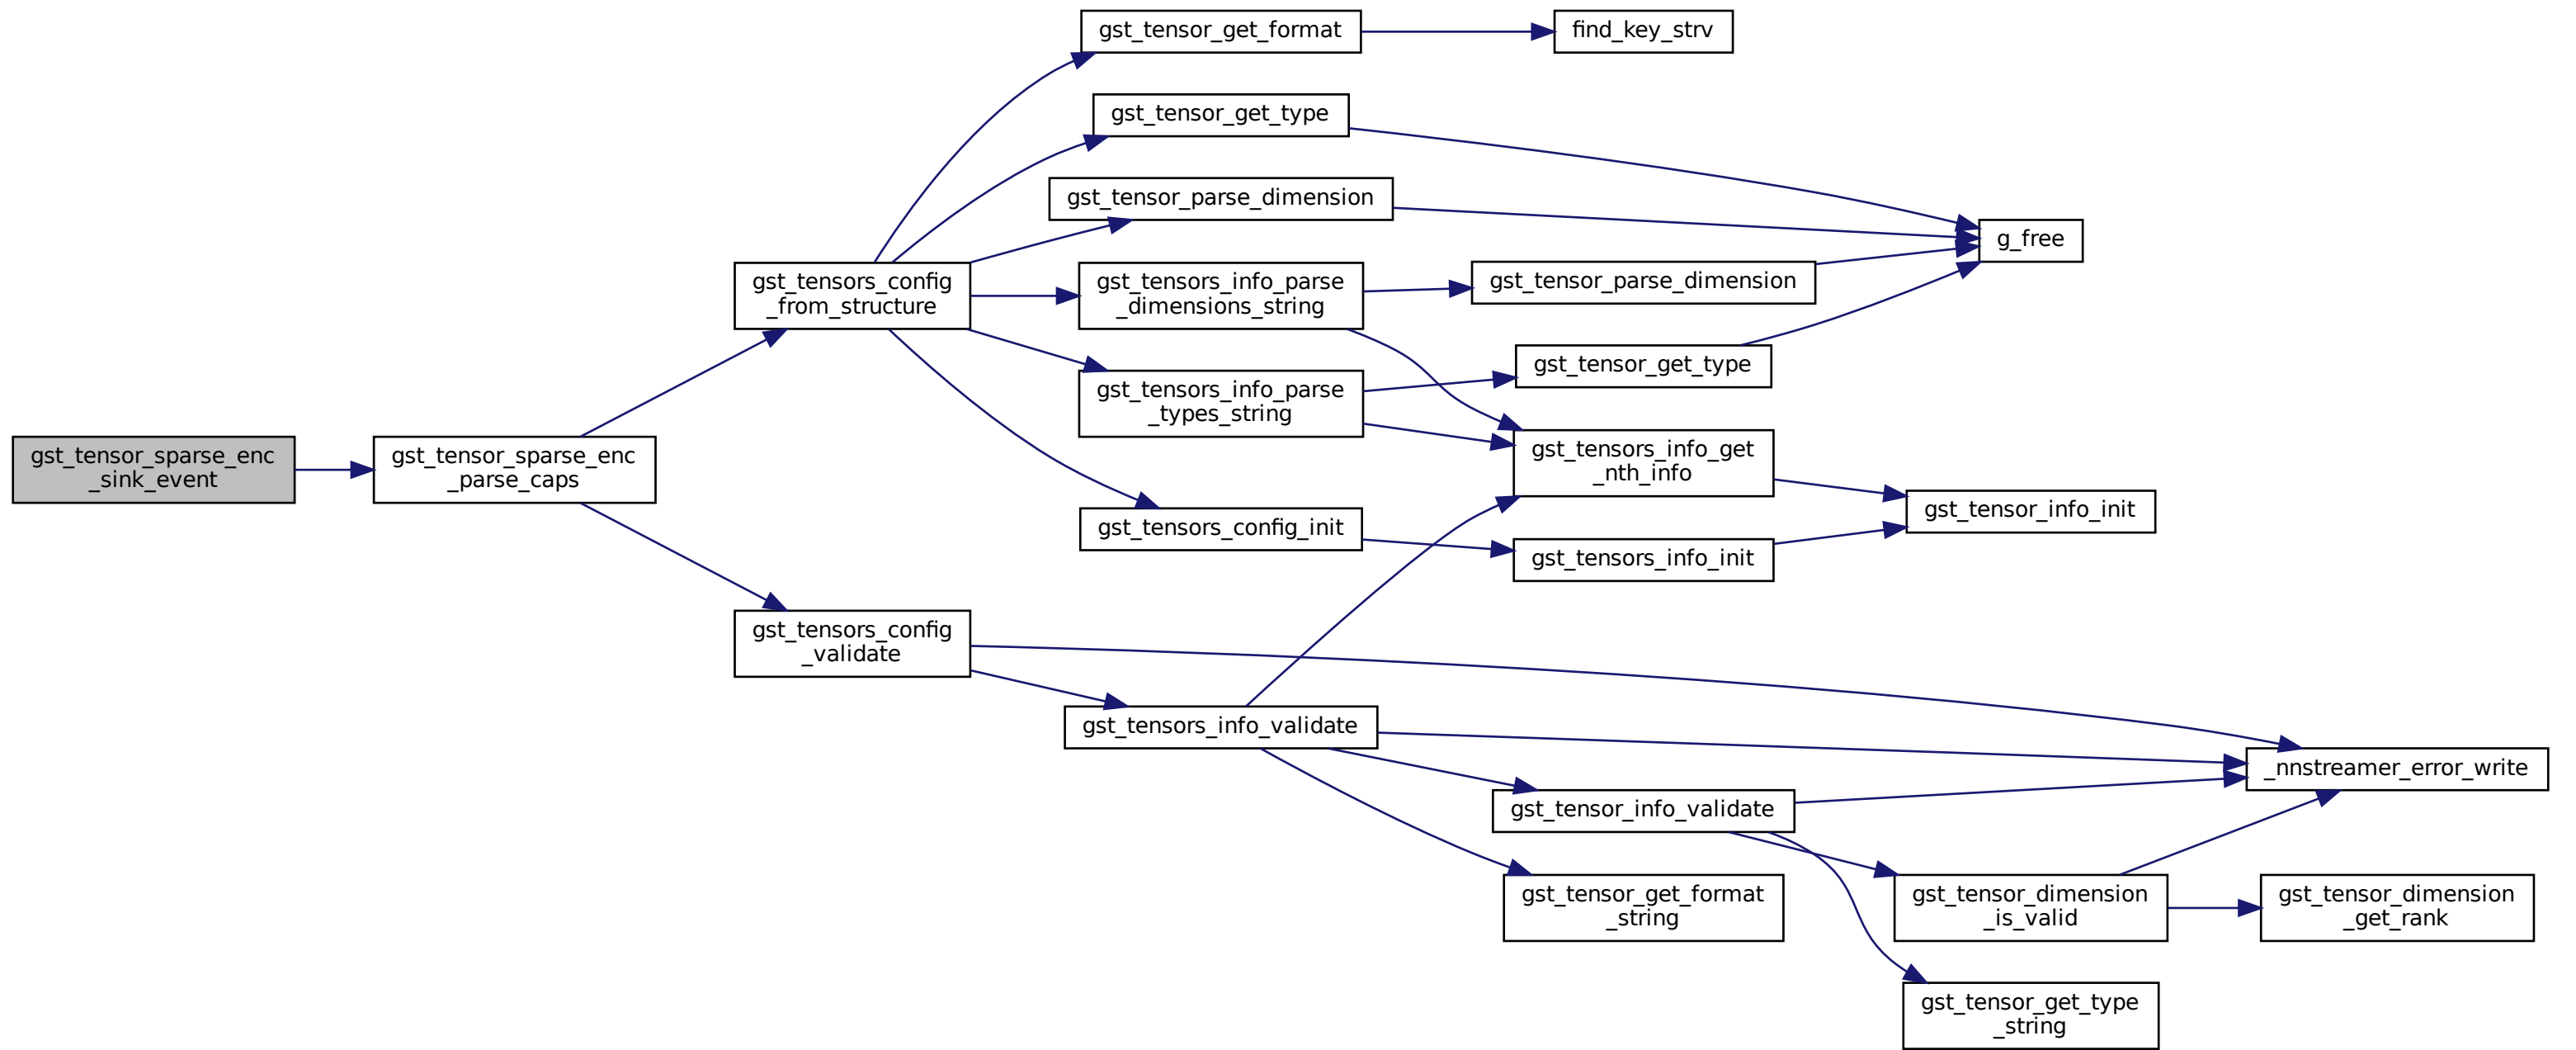 gst_tensor_get_format
find_key_strv
gst_tensor_get_type
gst_tensor_parse_dimension
g_free
gst_tensors_config
_from_structure
gst_tensors_info_parse
_dimensions_string
gst_tensor_parse_dimension
gst_tensor_get_type
gst_tensors_info_parse
_types_string
gst_tensor_sparse_enc
_sink_event
gst_tensor_sparse_enc
_parse_caps
gst_tensors_info_get
_nth_info
gst_tensor_info_init
gst_tensors_config_init
gst_tensors_info_init
gst_tensors_config
_validate
gst_tensors_info_validate
_nnstreamer_error_write
gst_tensor_info_validate
gst_tensor_get_format
_string
gst_tensor_dimension
_is_valid
gst_tensor_dimension
_get_rank
gst_tensor_get_type
_string